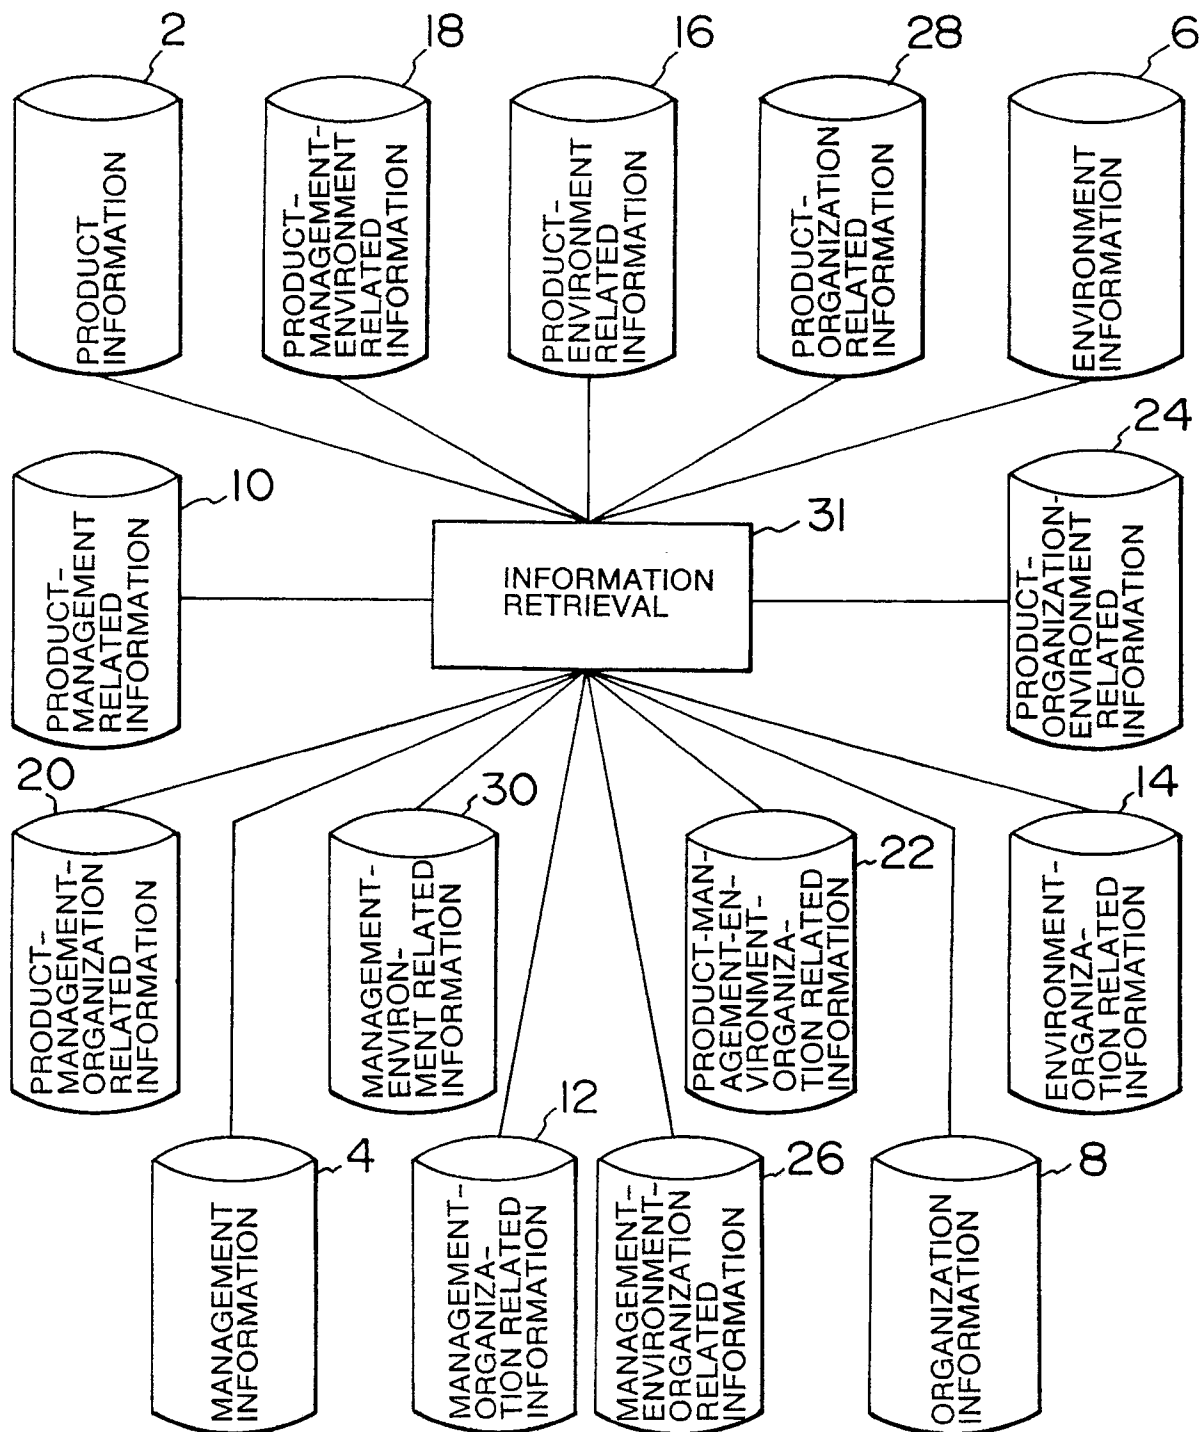 2
18
16
28
6
PRODUCT
INFORMATION
PRODUCT-
MANAGEMENT-
ENVIRONMENT
RELATED
INFORMATION
PRODUCT-
ENVIRONMENT
RELATED
INFORMATION
PRODUCT-
ORGANIZATION
RELATED
INFORMATION
ENVIRONMENT
INFORMATION
10
PRODUCT-
MANAGEMENT
RELATED
INFORMATION
31
INFORMATION
RETRIEVAL
24
PRODUCT-
ORGANIZATION-
ENVIRONMENT
RELATED
INFORMATION
20
PRODUCT-
MANAGEMENT-
ORGANIZATION
RELATED
INFORMATION
30
MANAGEMENT-
ENVIRON-
MENT RELATED
INFORMATION
22
PRODUCT-MAN-
AGEMENT-EN-
VIRONMENT-
ORGANIZA-
TION RELATED
INFORMATION
14
ENVIRONMENT-
ORGANIZA-
TION RELATED
INFORMATION
4
MANAGEMENT
INFORMATION
12
MANAGEMENT-
ORGANIZA-
TION RELATED
INFORMATION
26
MANAGEMENT-
ENVIRONMENT-
ORGANIZATION
RELATED
INFORMATION
8
ORGANIZATION
INFORMATION